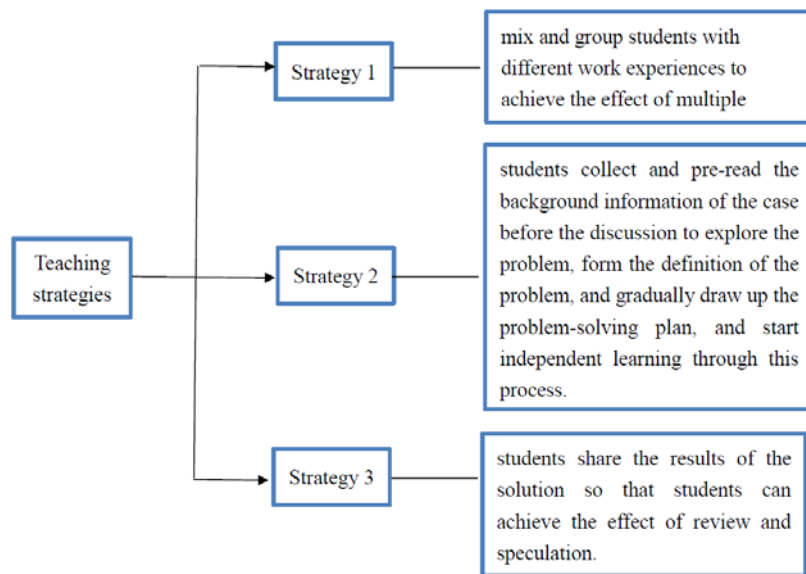 Teaching
strategies
Strategy 1
mix and group students with
different work experiences to
achieve the effect of multiple
Strategy 2
students collect and pre-read the
background information of the case
before the discussion to explore the
problem, form the definition of the
problem, and gradually draw up the
problem-solving plan, and start
independent learning through this
process.
Strategy 3
students share the results of the
solution so that students can
achieve the effect of review and
speculation.